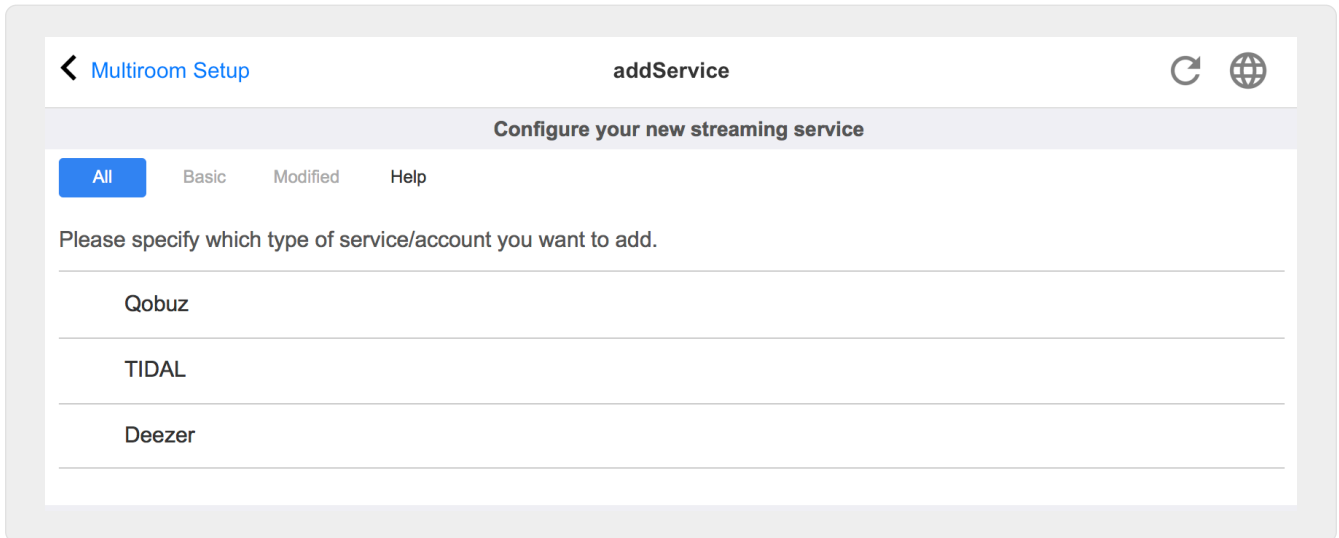 Multiroom Setup addService
Configure your new streaming service
All Basic Modified Help
Please specify which type of service/account you want to add.
Qobuz
TIDAL
Deezer